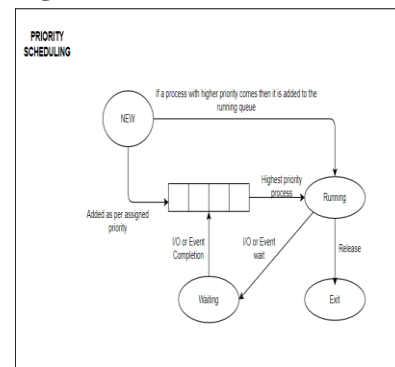 PRIORITY
SCHEDULING
If a process with higher priority comes then it is added to the
running queue
NEW
Highest priority
process
Running
Added as per assigned
priority
I/O or Event
Completion
I/O or Event
wait
Release
Waiting
Exit